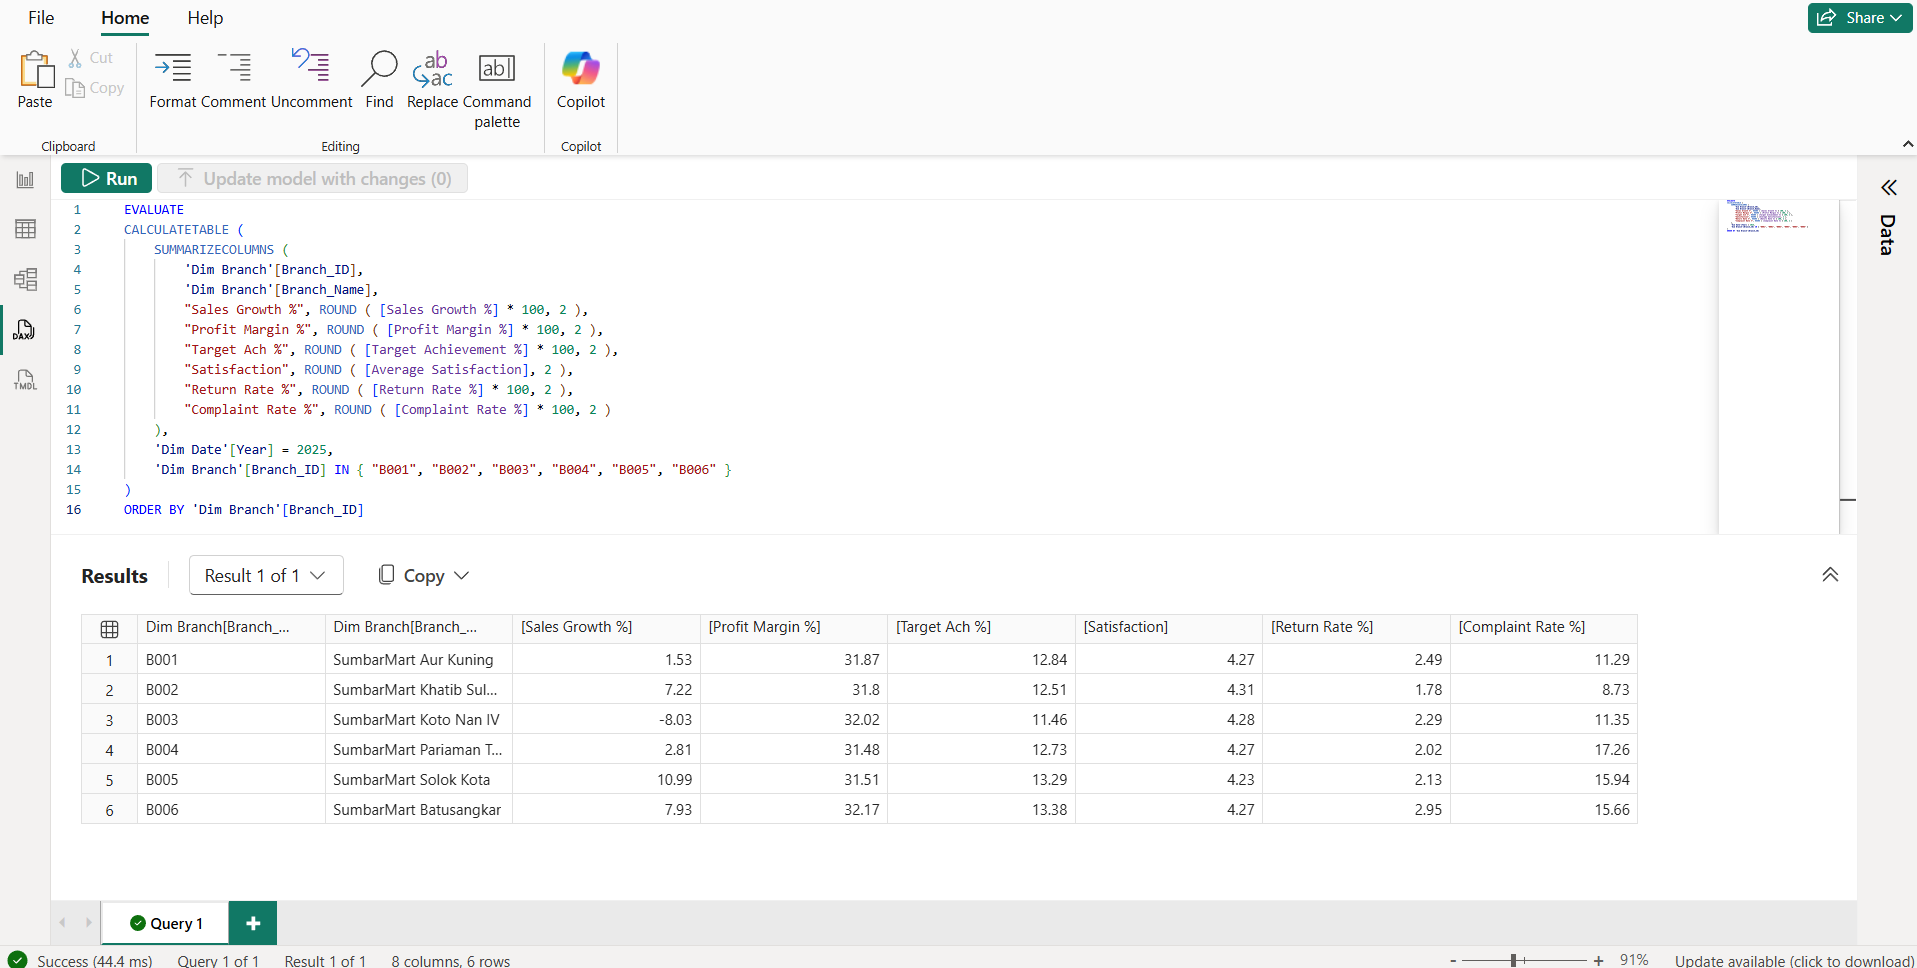 File Home Help
Share
Paste
Cut
Copy
Format Comment Uncomment Find Replace Command palette
Copilot
Clipboard
Editing
Copilot
Run
Update model with changes (0)
1 EVALUATE
2 CALCULATETABLE (
3 SUMMARIZECOLUMNS (
4 'Dim Branch'[Branch_ID],
5 'Dim Branch'[Branch_Name],
6 "Sales Growth %", ROUND ( [Sales Growth %] * 100, 2 ),
7 "Profit Margin %", ROUND ( [Profit Margin %] * 100, 2 ),
8 "Target Ach %", ROUND ( [Target Achievement %] * 100, 2 ),
9 "Satisfaction", ROUND ( [Average Satisfaction], 2 ),
10 "Return Rate %", ROUND ( [Return Rate %] * 100, 2 ),
11 "Complaint Rate %", ROUND ( [Complaint Rate %] * 100, 2 )
12 ),
13 'Dim Date'[Year] = 2025,
14 'Dim Branch'[Branch_ID] IN { "B001", "B002", "B003", "B004", "B005", "B006" }
15 )
16 ORDER BY 'Dim Branch'[Branch_ID]
DAX
TMDL
Data
Results
Result 1 of 1
Copy
Dim Branch[Branch_... Dim Branch[Branch_... [Sales Growth %] [Profit Margin %] [Target Ach %] [Satisfaction] [Return Rate %] [Complaint Rate %]
1 B001 SumbarMart Aur Kuning 1.53 31.87 12.84 4.27 2.49 11.29
2 B002 SumbarMart Khatib Sul... 7.22 31.8 12.51 4.31 1.78 8.73
3 B003 SumbarMart Koto Nan IV -8.03 32.02 11.46 4.28 2.29 11.35
4 B004 SumbarMart Pariaman T... 2.81 31.48 12.73 4.27 2.02 17.26
5 B005 SumbarMart Solok Kota 10.99 31.51 13.29 4.23 2.13 15.94
6 B006 SumbarMart Batusangkar 7.93 32.17 13.38 4.27 2.95 15.66
Query 1
Success (44.4 ms) Query 1 of 1 Result 1 of 1 8 columns, 6 rows
91%
Update available (click to download)